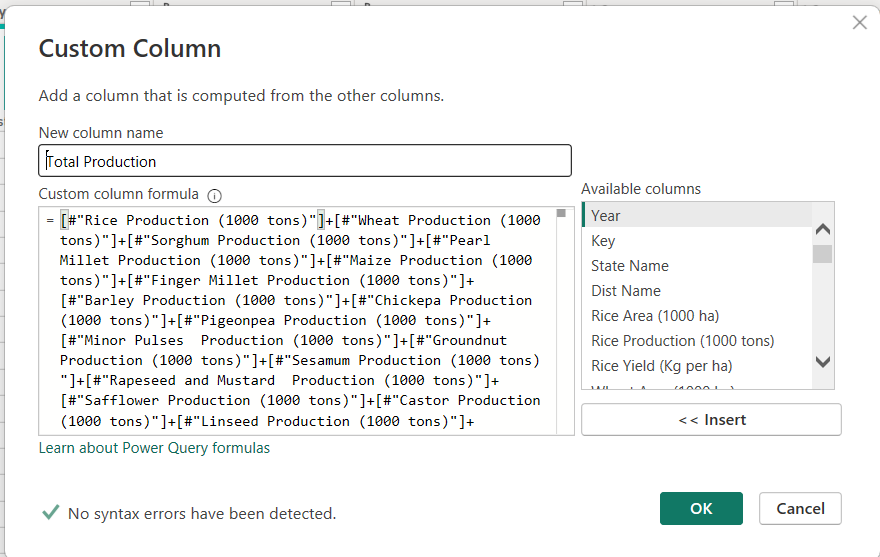 Custom Column
Add a column that is computed from the other columns.
New column name
Total Production
Custom column formula
= [#"Rice Production (1000 tons)"]+[#"Wheat Production (1000
tons)"]+[#"Sorghum Production (1000 tons)"]+[#"Pearl
Millet Production (1000 tons)"]+[#"Maize Production (1000
tons)"]+[#"Finger Millet Production (1000 tons)"]+
[#"Barley Production (1000 tons)"]+[#"Chickepa Production
(1000 tons)"]+[#"Pigeonpea Production (1000 tons)"]+
[#"Minor Pulses  Production (1000 tons)"]+[#"Groundnut
Production (1000 tons)"]+[#"Sesamum Production (1000 tons)
"]+[#"Rapeseed and Mustard  Production (1000 tons)"]+
[#"Safflower Production (1000 tons)"]+[#"Castor Production
(1000 tons)"]+[#"Linseed Production (1000 tons)"]+
Available columns
Year
Key
State Name
Dist Name
Rice Area (1000 ha)
Rice Production (1000 tons)
Rice Yield (Kg per ha)
<< Insert
Learn about Power Query formulas
No syntax errors have been detected.
OK
Cancel